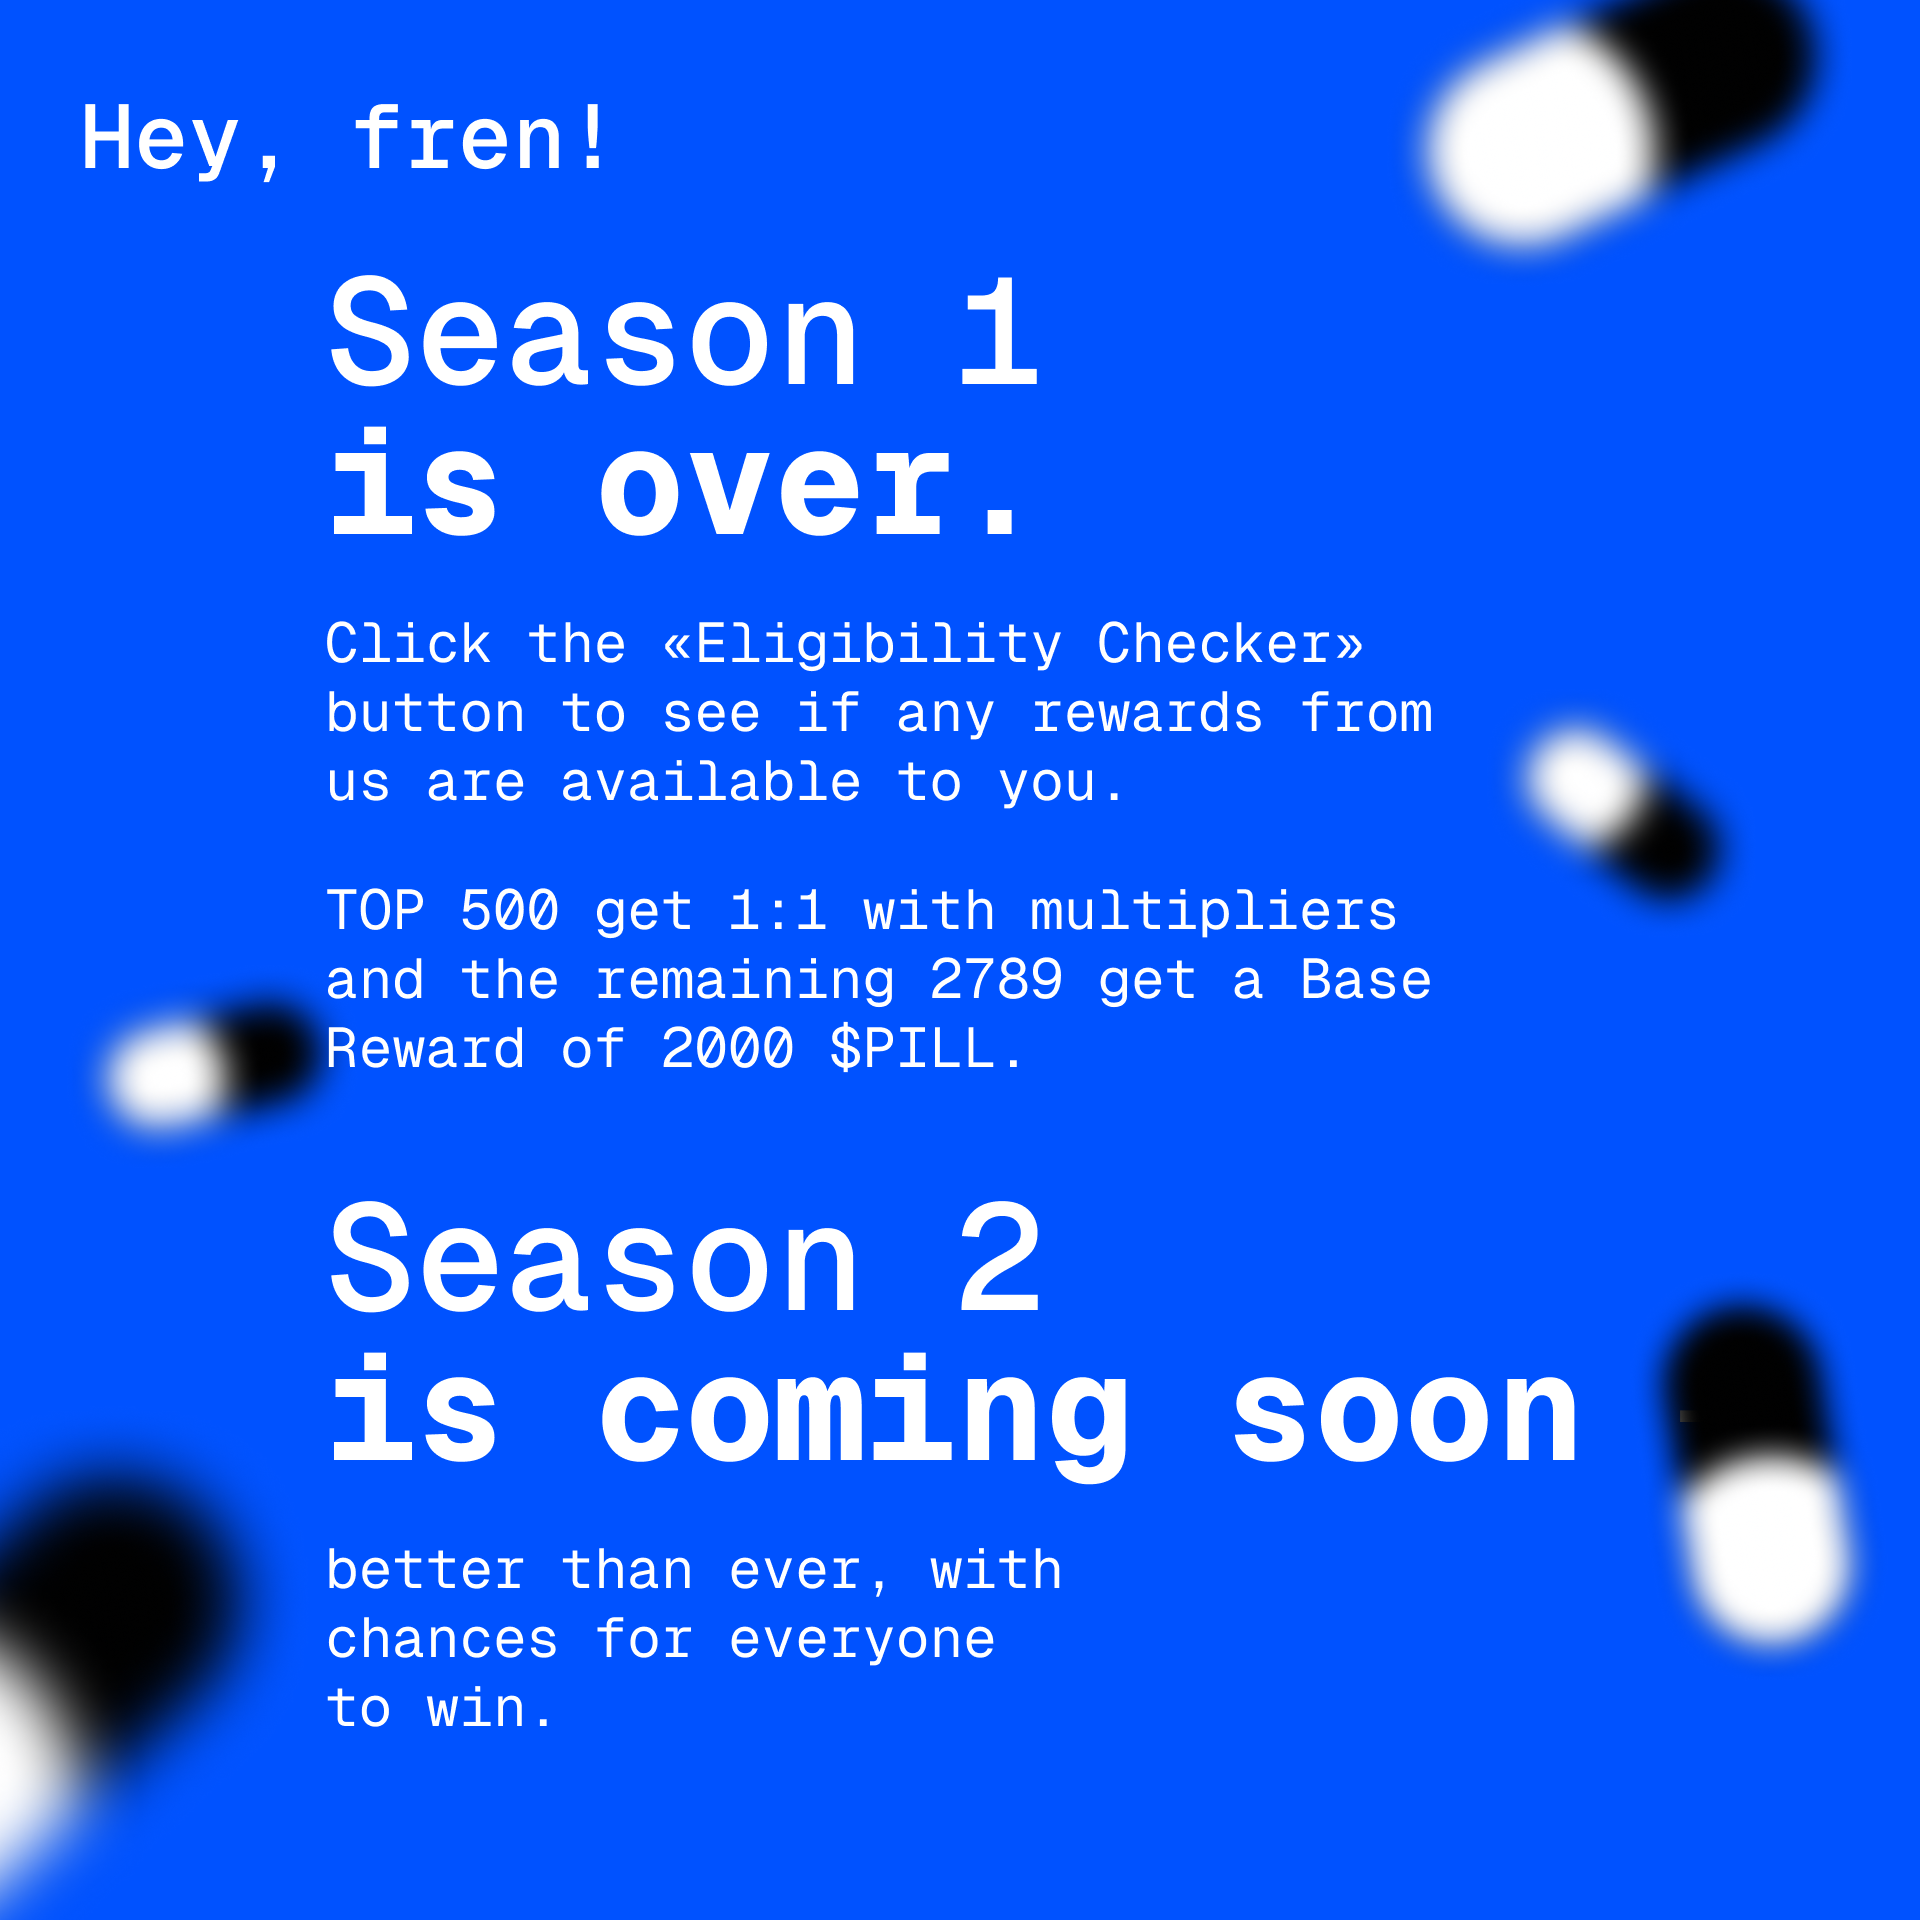 Hey, fren!
Season 1
is over.
Click the «Eligibility Checker»
button to see if any rewards from
us are available to you.
TOP 500 get 1:1 with multipliers
and the remaining 2789 get a Base
Reward of 2000 $PILL.
Season 2
is coming soon
better than ever, with
chances for everyone
to win.